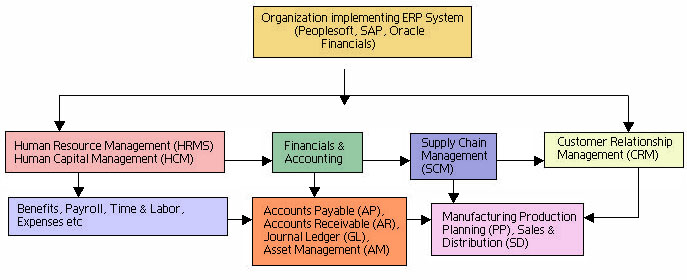 Organization implementing ERP System
(Peoplesoft, SAP, Oracle
Financials)
Human Resource Management (HRMS)
Human Capital Management (HCM)
Financials &
Accounting
Supply Chain
Management
(SCM)
Customer Relationship
Management (CRM)
Benefits, Payroll, Time & Labor,
Expenses etc
Accounts Payable (AP),
Accounts Receivable (AR),
Journal Ledger (GL),
Asset Management (AM)
Manufacturing Production
Planning (PP), Sales &
Distribution (SD)